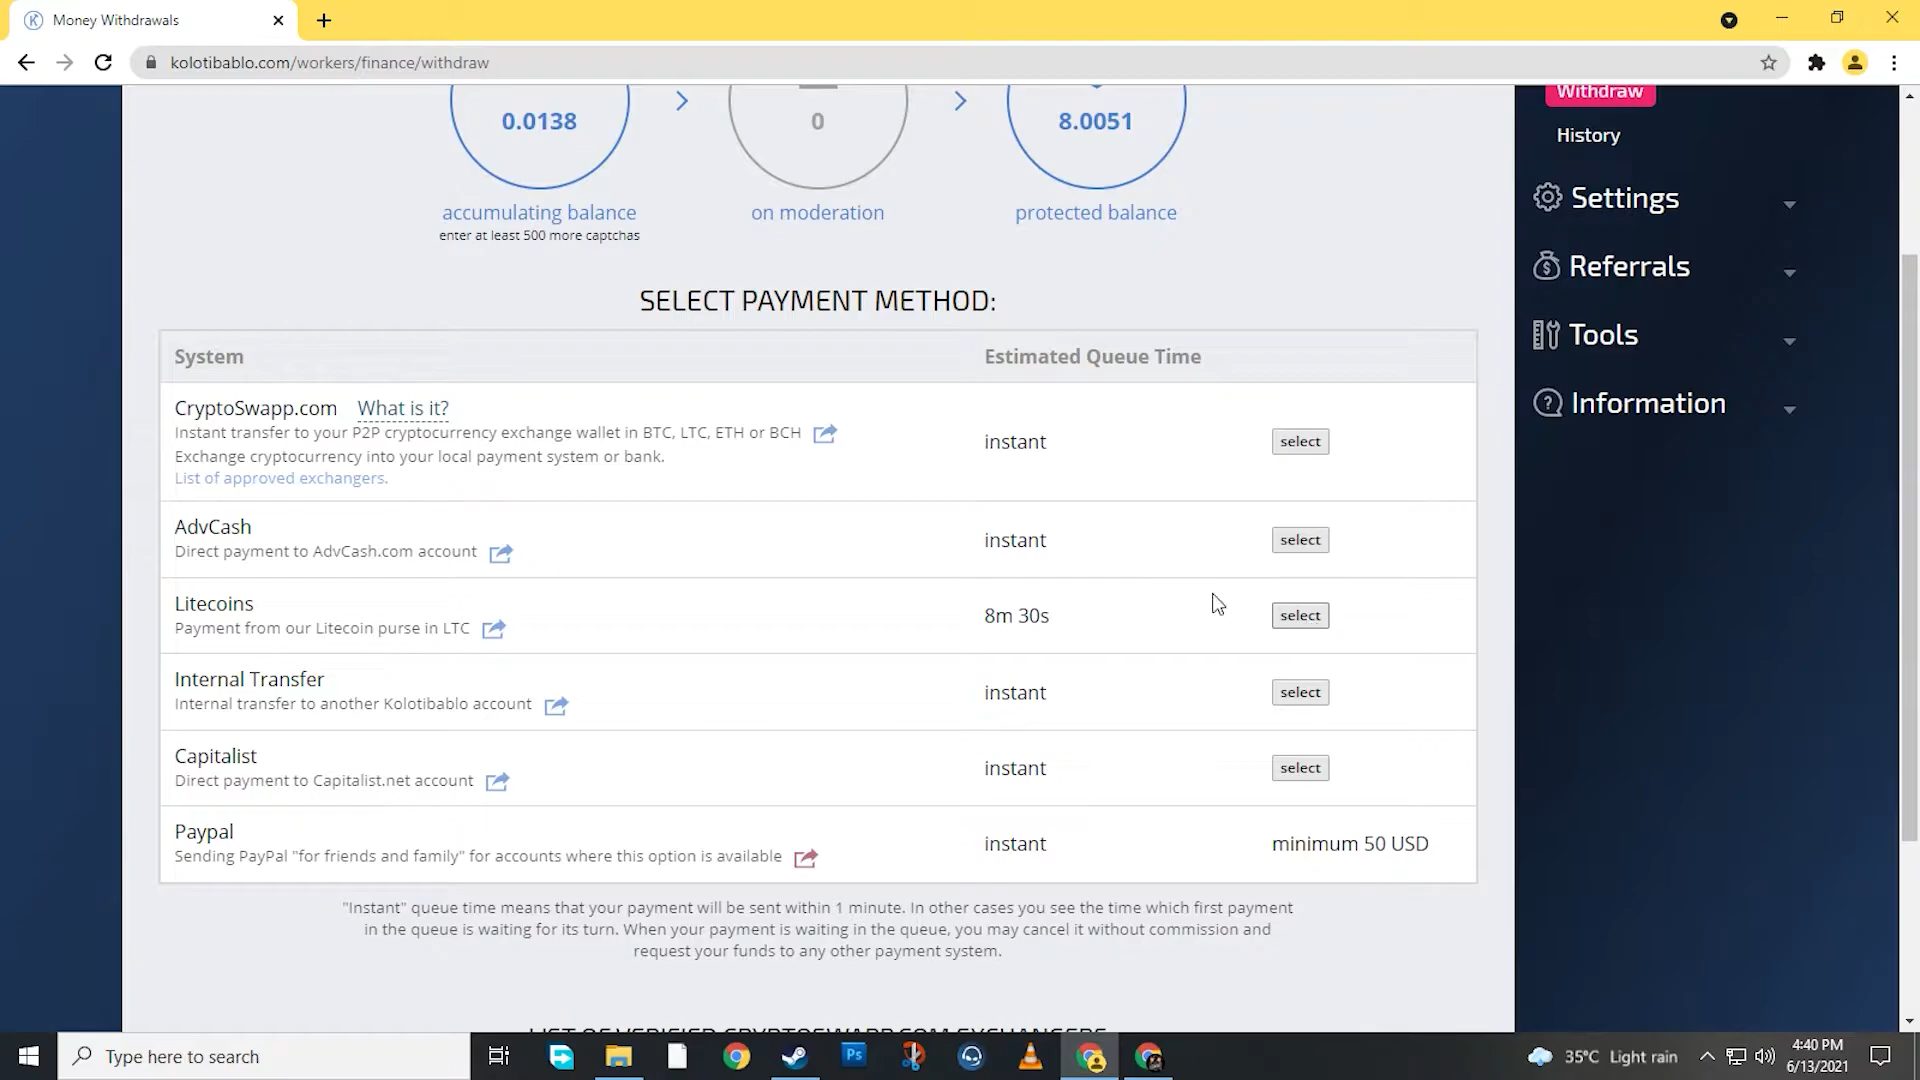 Money Withdrawals
kolotibablo.com/workers/finance/withdraw
Withdraw
History
Settings
Referrals
Tools
Information
0.0138
0
8.0051
accumulating balance
on moderation
protected balance
enter at least 500 more captchas
SELECT PAYMENT METHOD:
System Estimated Queue Time
CryptoSwapp.com What is it?
Instant transfer to your P2P cryptocurrency exchange wallet in BTC, LTC, ETH or BCH
Exchange cryptocurrency into your local payment system or bank.
List of approved exchangers.
instant select
AdvCash
Direct payment to AdvCash.com account
instant select
Litecoins
Payment from our Litecoin purse in LTC
8m 30s select
Internal Transfer
Internal transfer to another Kolotibablo account
instant select
Capitalist
Direct payment to Capitalist.net account
instant select
Paypal
Sending PayPal "for friends and family" for accounts where this option is available
instant minimum 50 USD
"Instant" queue time means that your payment will be sent within 1 minute. In other cases you see the time which first payment
in the queue is waiting for its turn. When your payment is waiting in the queue, you may cancel it without commission and
request your funds to any other payment system.
LIST OF VERIFIED CRYPTOSWAPP.COM EXCHANGERS
Type here to search
Ps
35°C Light rain
4:40 PM
6/13/2021